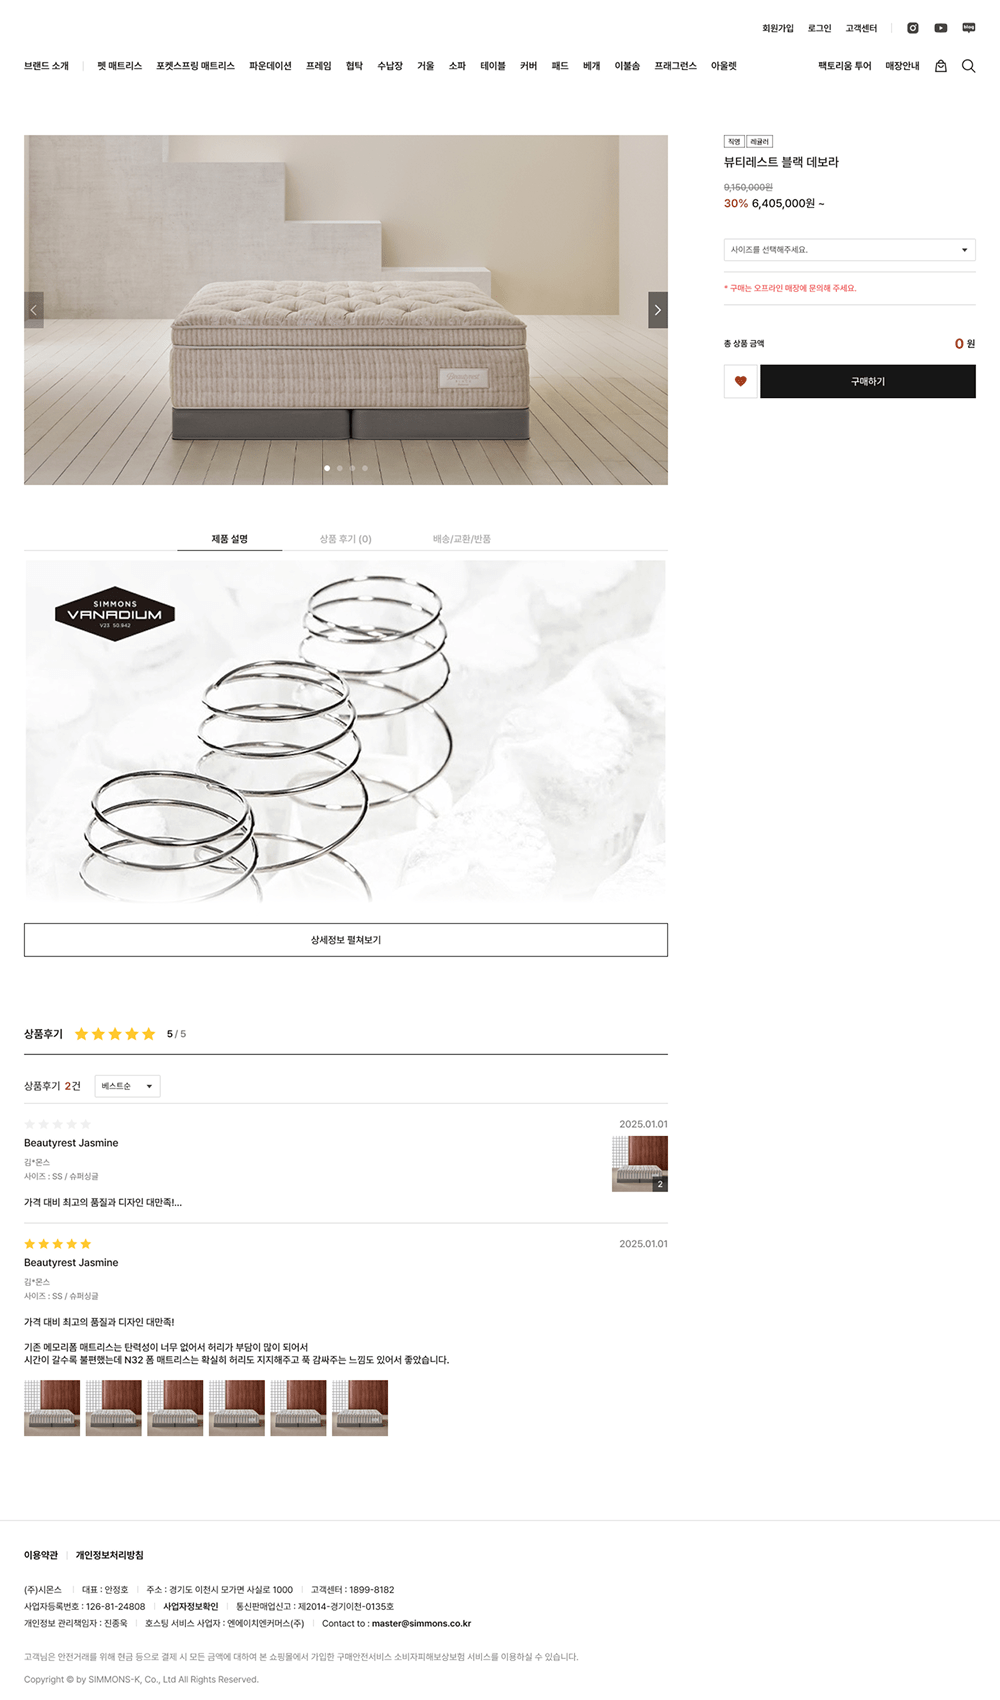 회원가입 로그인 고객센터 blog
브랜드 소개 펫 매트리스 포켓스프링 매트리스 파운데이션 프레임 협탁 수납장 거울 소파 테이블 커버 패드 베개 이불솜 프래그런스 아울렛 팩토리움 투어 매장안내
직영 레귤러
뷰티레스트 블랙 데보라
9,150,000원
30% 6,405,000원 ~
사이즈를 선택해주세요.
* 구매는 오프라인 매장에 문의해 주세요.
총 상품 금액 0 원
구매하기
제품 설명 상품 후기 (0) 배송/교환/반품
SIMMONS
VANADIUM
V23 50.942
상세정보 펼쳐보기
상품후기 5 / 5
상품후기 2건 베스트순
2025.01.01
Beautyrest Jasmine
김*몬스
사이즈 : SS / 슈퍼싱글
2
가격 대비 최고의 품질과 디자인 대만족!...
2025.01.01
Beautyrest Jasmine
김*몬스
사이즈 : SS / 슈퍼싱글
가격 대비 최고의 품질과 디자인 대만족!
기존 메모리폼 매트리스는 탄력성이 너무 없어서 허리가 부담이 많이 되어서
시간이 갈수록 불편했는데 N32 폼 매트리스는 확실히 허리도 지지해주고 푹 감싸주는 느낌도 있어서 좋았습니다.
이용약관 개인정보처리방침
(주)시몬스 대표 : 안정호 주소 : 경기도 이천시 모가면 사실로 1000 고객센터 : 1899-8182
사업자등록번호 : 126-81-24808 사업자정보확인 통신판매업신고 : 제2014-경기이천-0135호
개인정보 관리책임자 : 진종욱 호스팅 서비스 사업자 : 엔에이치엔커머스(주) Contact to : master@simmons.co.kr
고객님은 안전거래를 위해 현금 등으로 결제 시 모든 금액에 대하여 본 쇼핑몰에서 가입한 구매안전서비스 소비자피해보상보험 서비스를 이용하실 수 있습니다.
Copyright © by SIMMONS-K, Co., Ltd All Rights Reserved.